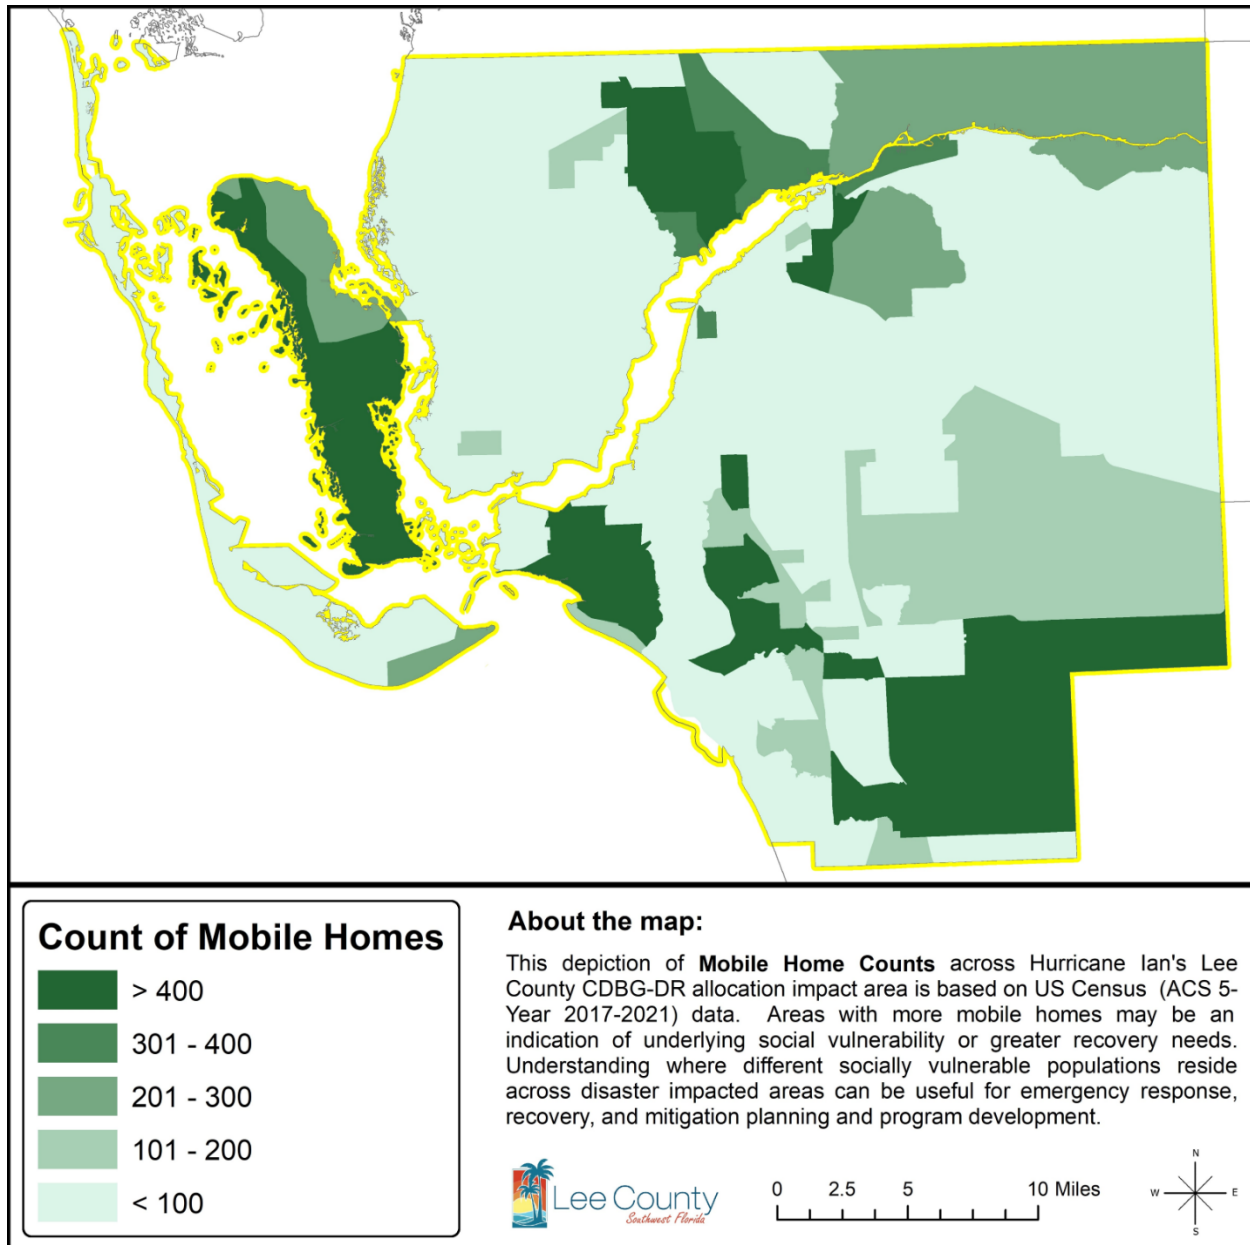 Count of Mobile Homes
> 400
301 - 400
201 - 300
101 - 200
< 100
About the map:
This depiction of Mobile Home Counts across Hurricane Ian's Lee
County CDBG-DR allocation impact area is based on US Census (ACS 5-
Year 2017-2021) data. Areas with more mobile homes may be an
indication of underlying social vulnerability or greater recovery needs.
Understanding where different socially vulnerable populations reside
across disaster impacted areas can be useful for emergency response,
recovery, and mitigation planning and program development.
Lee County
Southwest Florida
0 2.5 5 10 Miles
N
W E
S